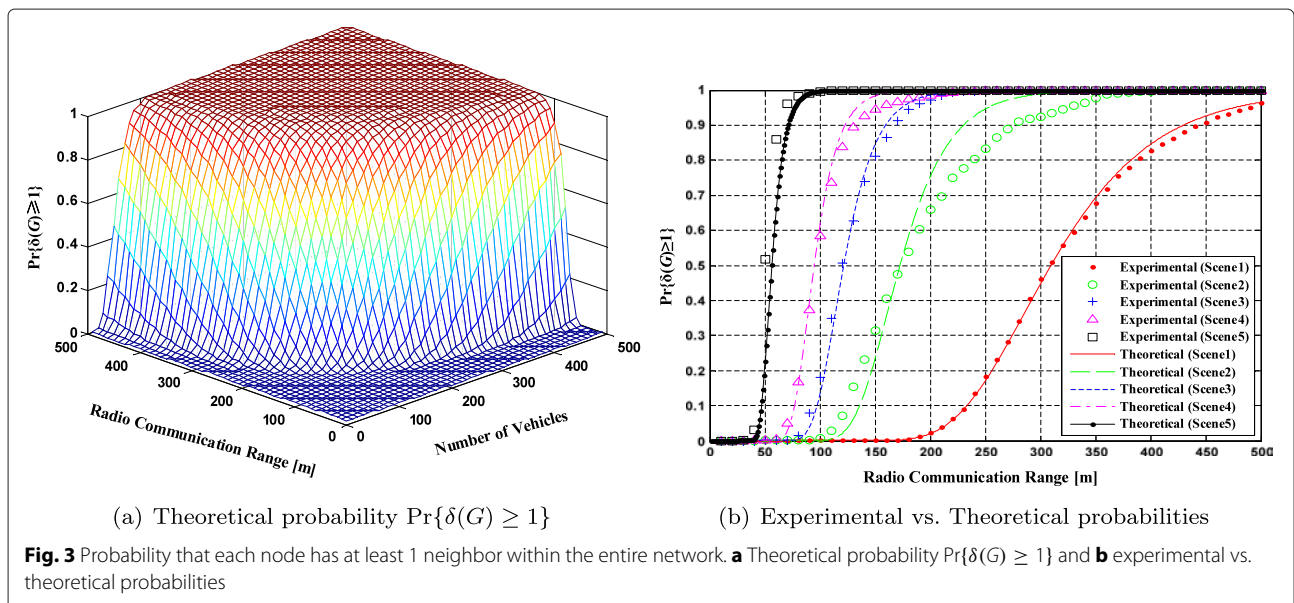 1
0.8
0.6
0.4
0.2
0
Pr{δ(G)≥1}
500
400
300
200
100
0
Radio Communication Range [m]
0
100
200
300
400
500
Number of Vehicles
(a) Theoretical probability Pr{δ(G) ≥ 1}
1
0.9
0.8
0.7
0.6
0.5
0.4
0.3
0.2
0.1
0
Pr{δ(G)≥1}
0 50 100 150 200 250 300 350 400 450 500
Radio Communication Range [m]
Experimental (Scene1)
Experimental (Scene2)
Experimental (Scene3)
Experimental (Scene4)
Experimental (Scene5)
Theoretical (Scene1)
Theoretical (Scene2)
Theoretical (Scene3)
Theoretical (Scene4)
Theoretical (Scene5)
(b) Experimental vs. Theoretical probabilities
Fig. 3 Probability that each node has at least 1 neighbor within the entire network. a Theoretical probability Pr{δ(G) ≥ 1} and b experimental vs.
theoretical probabilities